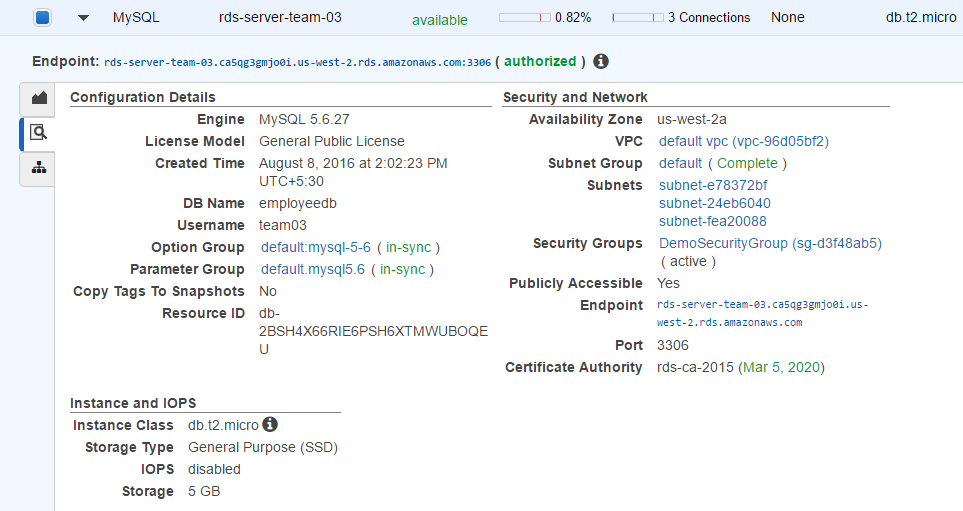 MySQL rds-server-team-03 available 0.82% 3 Connections None db.t2.micro
Endpoint: rds-server-team-03.ca5qg3gmjo0i.us-west-2.rds.amazonaws.com:3306 ( authorized )
Configuration Details
Engine MySQL 5.6.27
License Model General Public License
Created Time August 8, 2016 at 2:02:23 PM
UTC+5:30
DB Name employeedb
Username team03
Option Group default:mysql-5-6 ( in-sync )
Parameter Group default.mysql5.6 ( in-sync )
Copy Tags To Snapshots No
Resource ID db-
2BSH4X66RIE6PSH6XTMWUBOQE
U
Security and Network
Availability Zone us-west-2a
VPC default vpc (vpc-96d05bf2)
Subnet Group default ( Complete )
Subnets subnet-e78372bf
subnet-24eb6040
subnet-fea20088
Security Groups DemoSecurityGroup (sg-d3f48ab5)
( active )
Publicly Accessible Yes
Endpoint rds-server-team-03.ca5qg3gmjo0i.us-
west-2.rds.amazonaws.com
Port 3306
Certificate Authority rds-ca-2015 (Mar 5, 2020)
Instance and IOPS
Instance Class db.t2.micro
Storage Type General Purpose (SSD)
IOPS disabled
Storage 5 GB